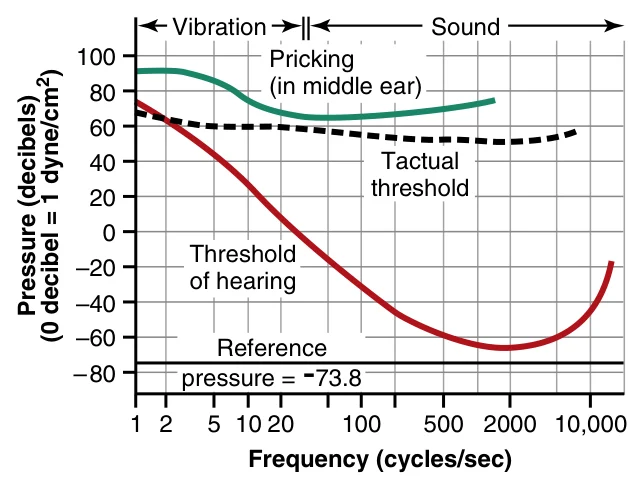 Vibration
Sound
Pricking
(in middle ear)
Tactual
threshold
Threshold
of hearing
Reference
pressure = -73.8
Pressure (decibels)
(0 decibel = 1 dyne/cm²)
100
80
60
40
20
0
−20
−40
−60
−80
1 2 5 10 20 100 500 2000 10,000
Frequency (cycles/sec)